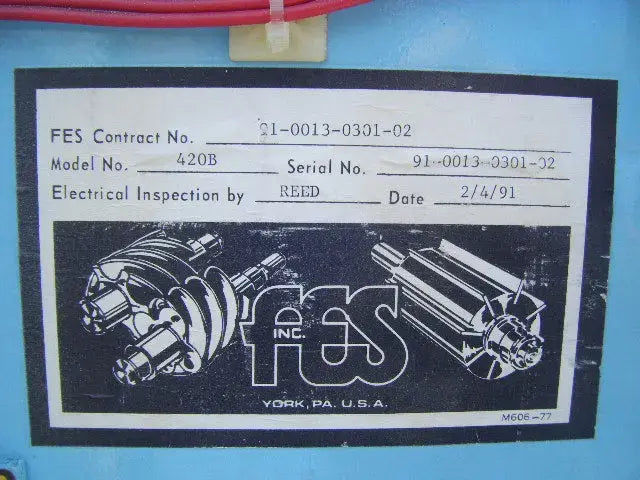 FES Contract No. 91-0013-0301-02
Model No. 420B Serial No. 91-0013-0301-02
Electrical Inspection by REED Date 2/4/91
FES
INC.
YORK, PA. U.S.A.
M606-77